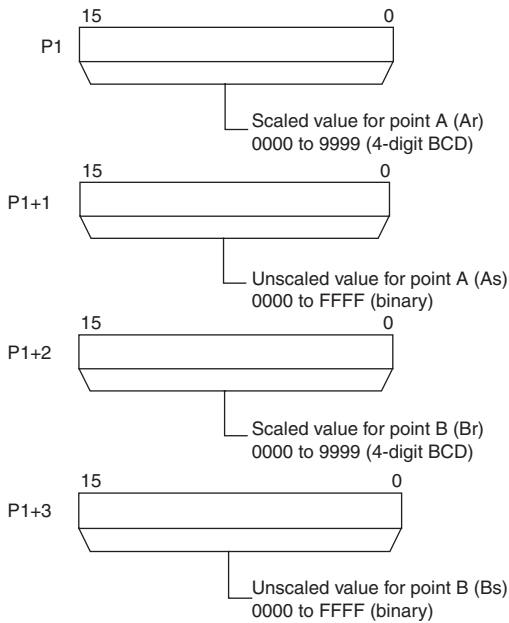 15 0
P1
Scaled value for point A (Ar)
0000 to 9999 (4-digit BCD)
15 0
P1+1
Unscaled value for point A (As)
0000 to FFFF (binary)
15 0
P1+2
Scaled value for point B (Br)
0000 to 9999 (4-digit BCD)
15 0
P1+3
Unscaled value for point B (Bs)
0000 to FFFF (binary)